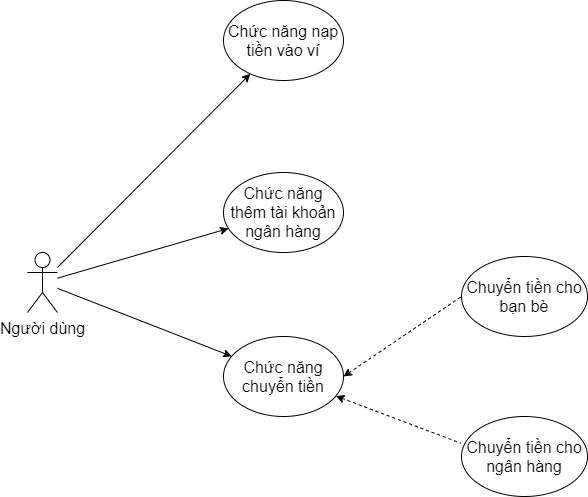 Chức năng nạp
tiền vào ví
Chức năng
thêm tài khoản
ngân hàng
Người dùng
Chuyển tiền cho
bạn bè
Chức năng
chuyển tiền
Chuyển tiền cho
ngân hàng